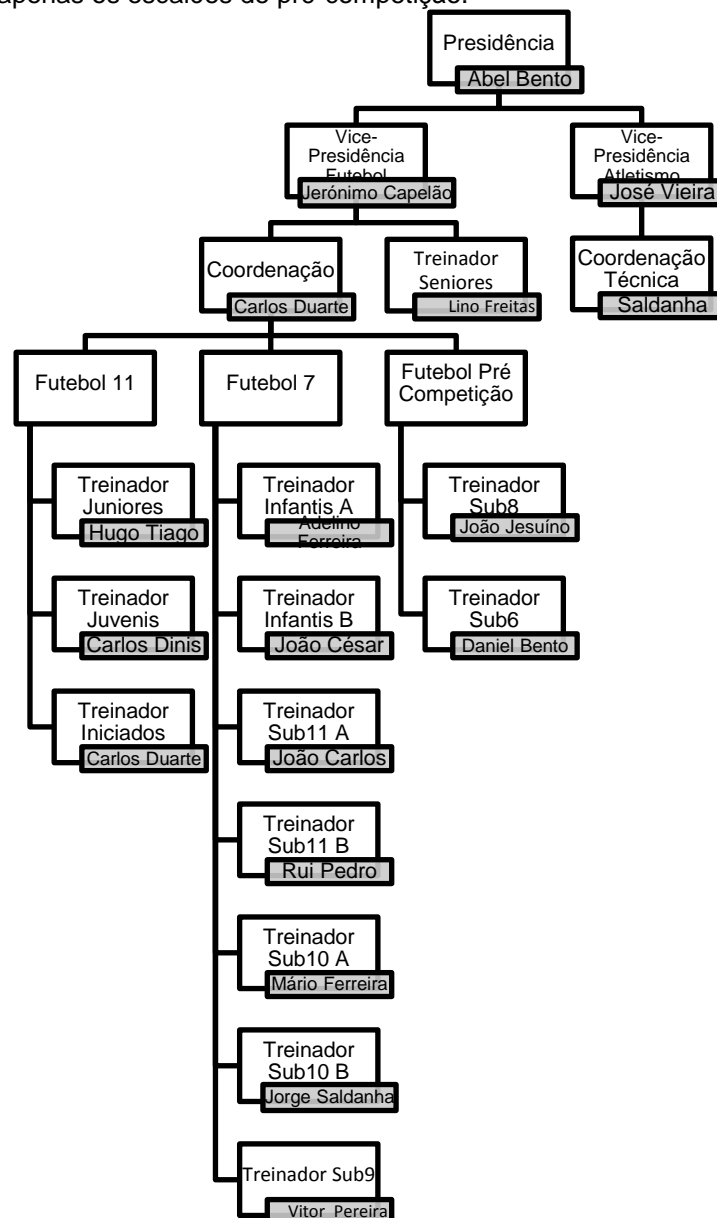 apenas os escalões de pré-competição.
Presidência
Abel Bento
Vice-
Presidência
Futebol
Jerónimo Capelão
Vice-
Presidência
Atletismo
José Vieira
Coordenação
Carlos Duarte
Treinador
Seniores
Lino Freitas
Coordenação
Técnica
Saldanha
Futebol 11
Futebol 7
Futebol Pré
Competição
Treinador
Juniores
Hugo Tiago
Treinador
Infantis A
Adelino
Ferreira
Treinador
Sub8
João Jesuíno
Treinador
Juvenis
Carlos Dinis
Treinador
Infantis B
João César
Treinador
Sub6
Daniel Bento
Treinador
Iniciados
Carlos Duarte
Treinador
Sub11 A
João Carlos
Treinador
Sub11 B
Rui Pedro
Treinador
Sub10 A
Mário Ferreira
Treinador
Sub10 B
Jorge Saldanha
Treinador Sub9
Vitor Pereira